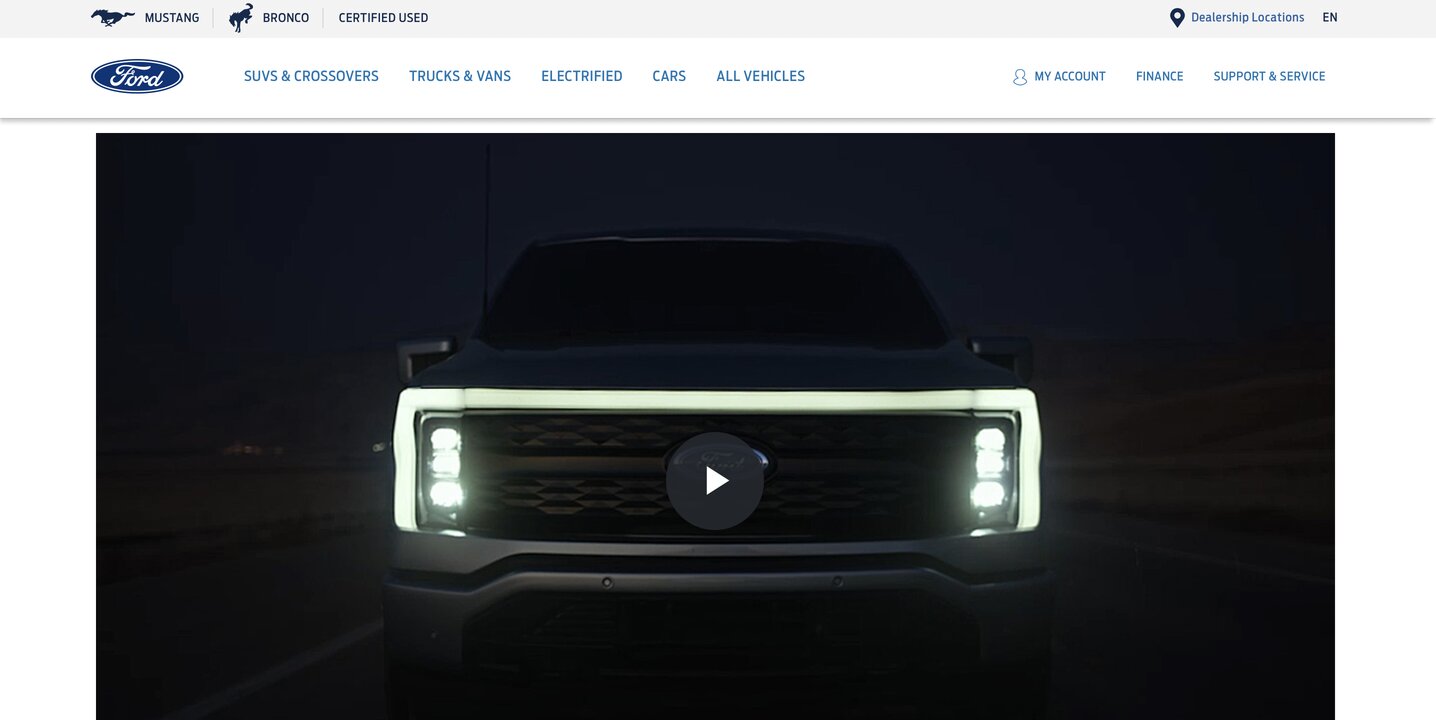 MUSTANG
BRONCO
CERTIFIED USED
Dealership Locations
EN
Ford
SUVS & CROSSOVERS
TRUCKS & VANS
ELECTRIFIED
CARS
ALL VEHICLES
MY ACCOUNT
FINANCE
SUPPORT & SERVICE
Ford